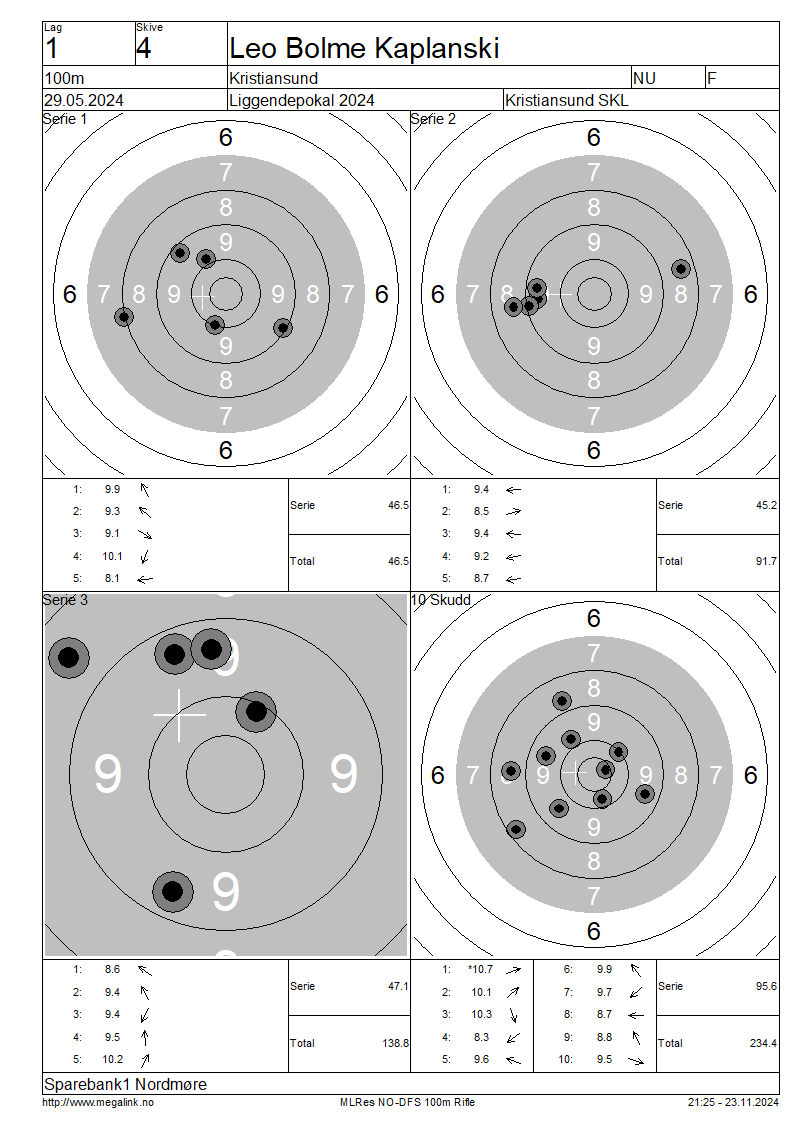 Lag
Skive
1
4
Leo Bolme Kaplanski
100m
Kristiansund
NU
F
29.05.2024
Liggendepokal 2024
Kristiansund SKL
Serie 1
6
7
8
9
6 7 8 9 9 8 7 6
9
8
7
6
Serie 2
6
7
8
9
6 7 8 9 8 7 6
9
8
7
6
1: 9.9
2: 9.3
3: 9.1
4: 10.1
5: 8.1
Serie 46.5
Total 46.5
1: 9.4
2: 8.5
3: 9.4
4: 9.2
5: 8.7
Serie 45.2
Total 91.7
Serie 3
9
9 9
9
10 Skudd
6
7
8
9
6 7 8 9 9 8 7 6
9
8
7
6
1: 8.6
2: 9.4
3: 9.4
4: 9.5
5: 10.2
Serie 47.1
Total 138.8
1: *10.7
2: 10.1
3: 10.3
4: 8.3
5: 9.6
6: 9.9
7: 9.7
8: 8.7
9: 8.8
10: 9.5
Serie 95.6
Total 234.4
Sparebank1 Nordmøre
http://www.megalink.no
MLRes NO-DFS 100m Rifle
21:25 - 23.11.2024